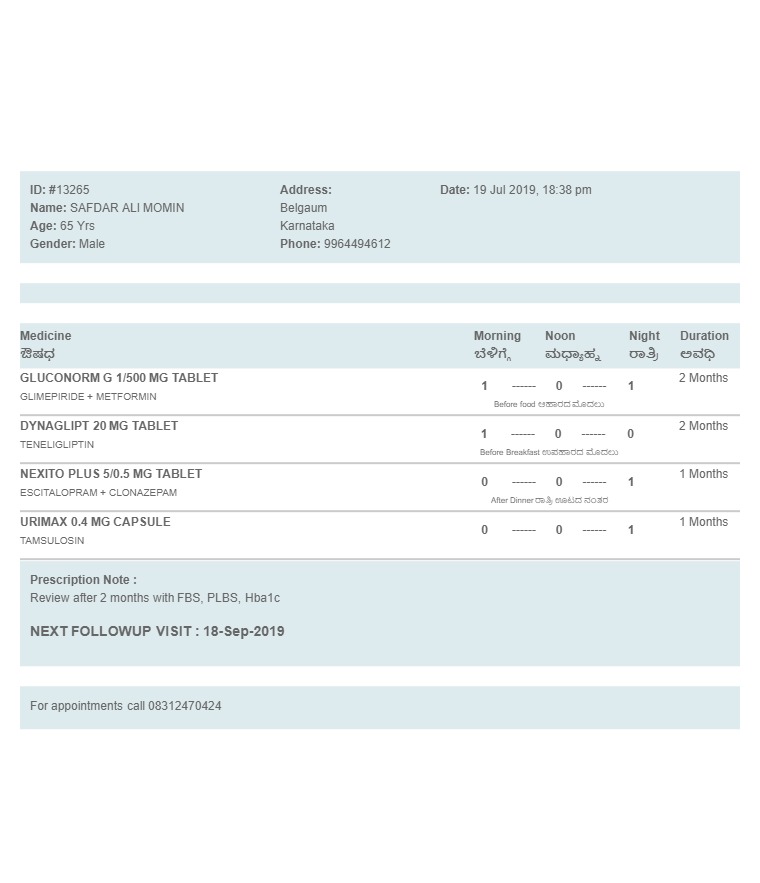 ID: #13265
Name: SAFDAR ALI MOMIN
Age: 65 Yrs
Gender: Male
Address:
Belgaum
Karnataka
Phone: 9964494612
Date: 19 Jul 2019, 18:38 pm
Medicine Morning Noon Night Duration
ಔಷಧ ಬೆಳಿಗ್ಗೆ ಮಧ್ಯಾಹ್ನ ರಾತ್ರಿ ಅವಧಿ
GLUCONORM G 1/500 MG TABLET 1 ------ 0 ------ 1 2 Months
GLIMEPIRIDE + METFORMIN
Before food ಆಹಾರದ ಮೊದಲು
DYNAGLIPT 20 MG TABLET 1 ------ 0 ------ 0 2 Months
TENELIGLIPTIN
Before Breakfast ಉಪಹಾರದ ಮೊದಲು
NEXITO PLUS 5/0.5 MG TABLET 0 ------ 0 ------ 1 1 Months
ESCITALOPRAM + CLONAZEPAM
After Dinner ರಾತ್ರಿ ಊಟದ ನಂತರ
URIMAX 0.4 MG CAPSULE 0 ------ 0 ------ 1 1 Months
TAMSULOSIN
Prescription Note :
Review after 2 months with FBS, PLBS, Hba1c
NEXT FOLLOWUP VISIT : 18-Sep-2019
For appointments call 08312470424